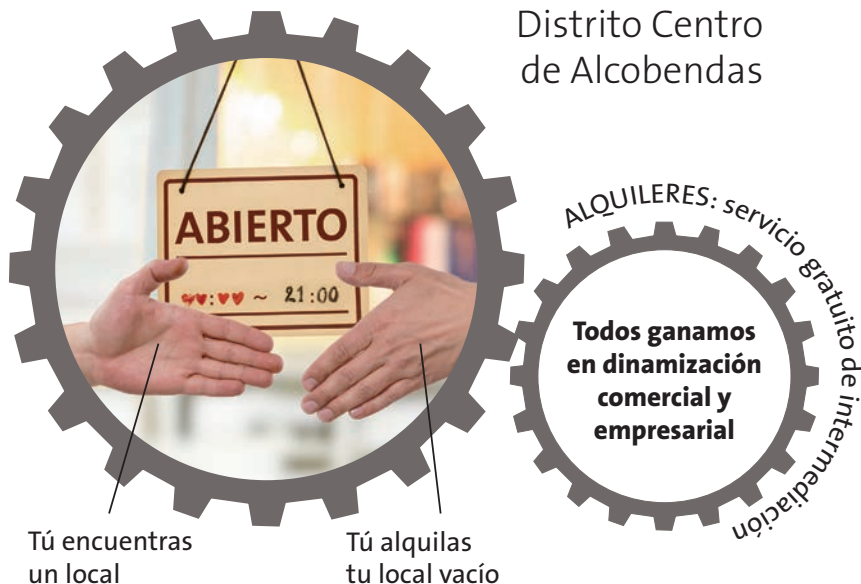 Distrito Centro
de Alcobendas
ABIERTO
♥♥:♥♥ ~ 21:00
ALQUILERES: servicio gratuito de intermediación
Todos ganamos
en dinamización
comercial y
empresarial
Tú encuentras
un local
Tú alquilas
tu local vacío